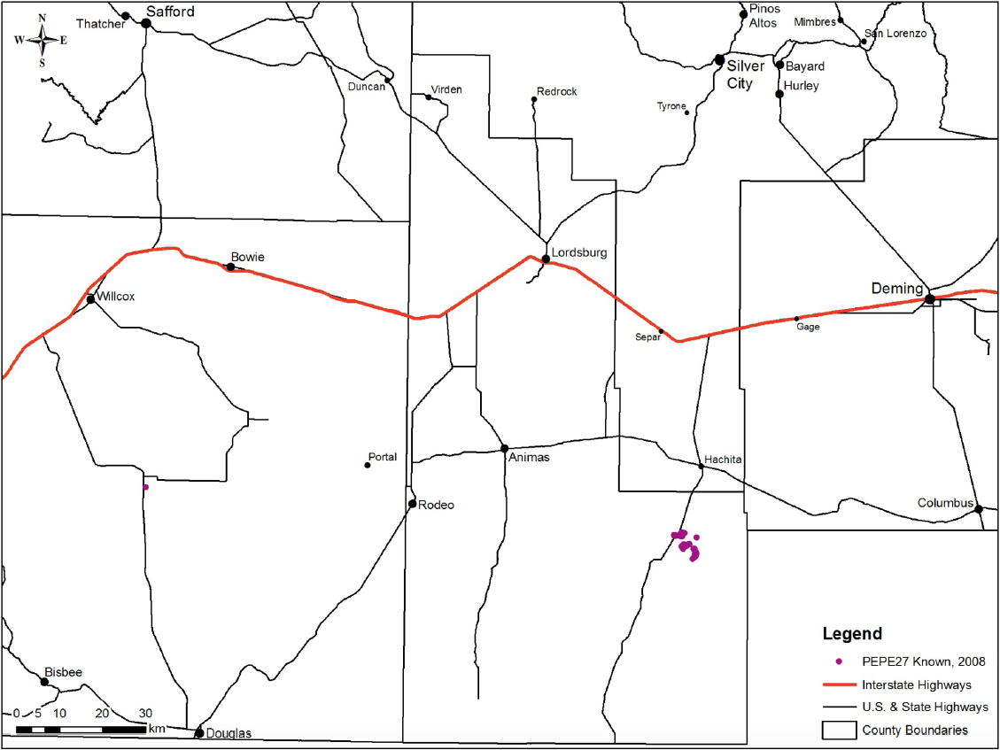 Safford
Thatcher
N
W E
S
Pinos
Altos
Mimbres
San Lorenzo
Silver
City
Bayard
Hurley
Duncan
Virden
Redrock
Tyrone
Lordsburg
Bowie
Willcox
Deming
Separ
Gage
Portal
Animas
Hachita
Rodeo
Columbus
Bisbee
Douglas
0 5 10 20 30
km
Legend
PEPE27 Known, 2008
Interstate Highways
U.S. & State Highways
County Boundaries